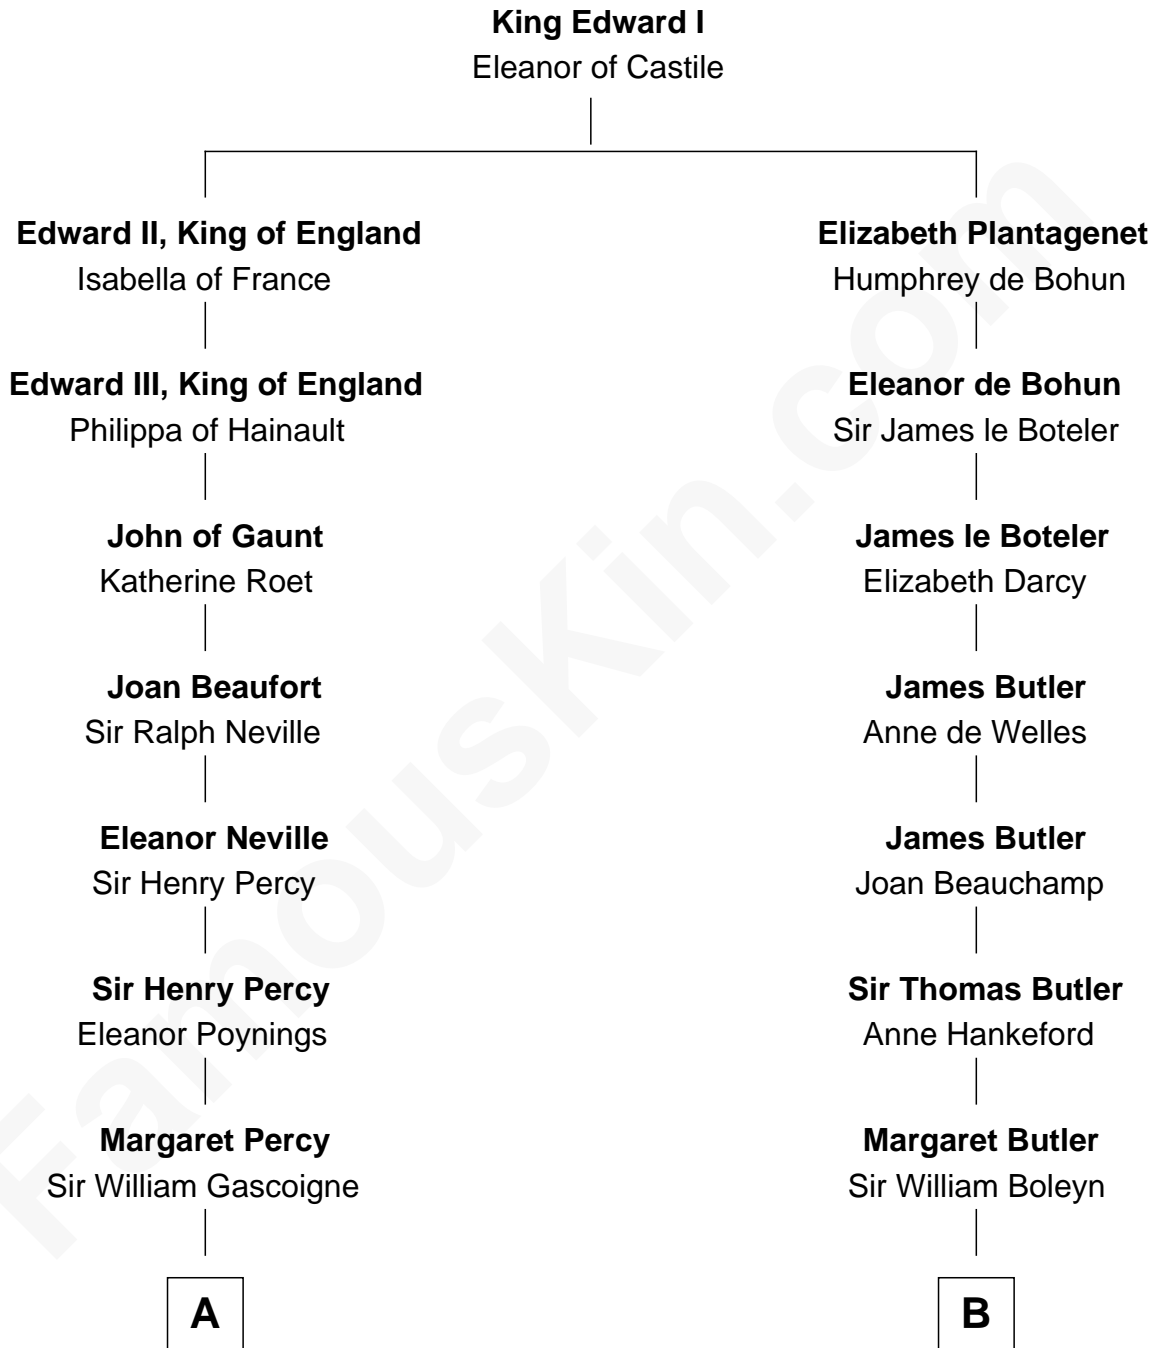 King Edward I
Eleanor of Castile
Edward II, King of England
Isabella of France
Elizabeth Plantagenet
Humphrey de Bohun
Edward III, King of England
Philippa of Hainault
Eleanor de Bohun
Sir James le Boteler
John of Gaunt
Katherine Roet
James le Boteler
Elizabeth Darcy
Joan Beaufort
Sir Ralph Neville
James Butler
Anne de Welles
Eleanor Neville
Sir Henry Percy
James Butler
Joan Beauchamp
Sir Henry Percy
Eleanor Poynings
Sir Thomas Butler
Anne Hankeford
Margaret Percy
Sir William Gascoigne
Margaret Butler
Sir William Boleyn
A
B
FamousKin.com